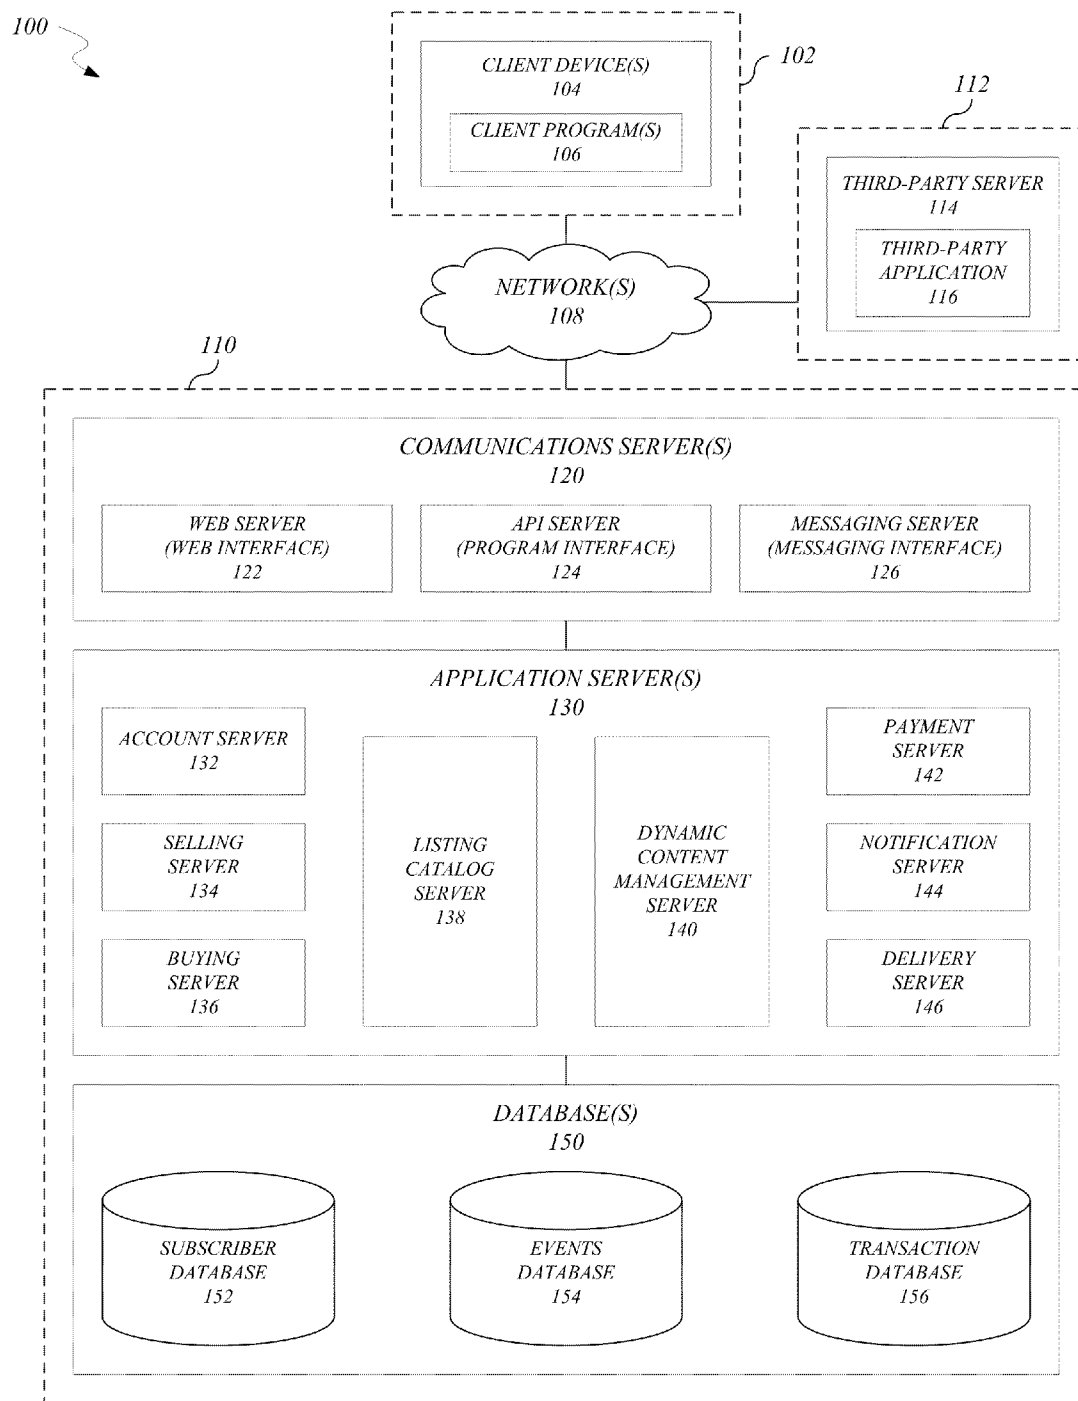 100
CLIENT DEVICE(S)
104
CLIENT PROGRAM(S)
106
102
112
THIRD-PARTY SERVER
114
THIRD-PARTY
APPLICATION
116
NETWORK(S)
108
110
COMMUNICATIONS SERVER(S)
120
WEB SERVER
(WEB INTERFACE)
122
API SERVER
(PROGRAM INTERFACE)
124
MESSAGING SERVER
(MESSAGING INTERFACE)
126
APPLICATION SERVER(S)
130
ACCOUNT SERVER
132
SELLING
SERVER
134
BUYING
SERVER
136
LISTING
CATALOG
SERVER
138
DYNAMIC
CONTENT
MANAGEMENT
SERVER
140
PAYMENT
SERVER
142
NOTIFICATION
SERVER
144
DELIVERY
SERVER
146
DATABASE(S)
150
SUBSCRIBER
DATABASE
152
EVENTS
DATABASE
154
TRANSACTION
DATABASE
156